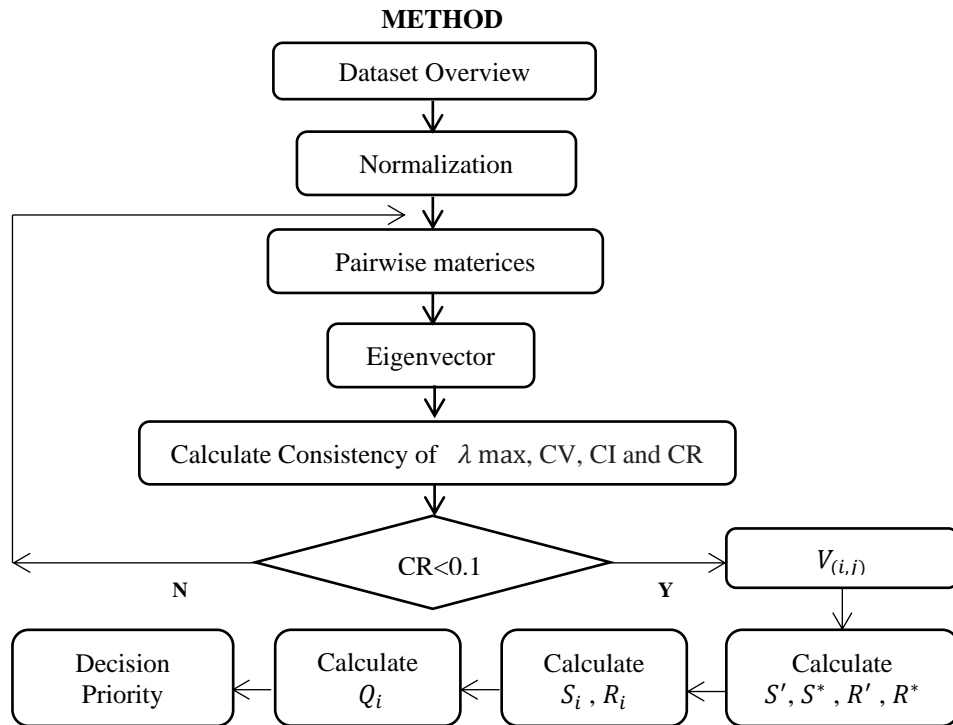 METHOD
Dataset Overview
Normalization
Pairwise materices
Eigenvector
Calculate Consistency of λ max, CV, CI and CR
CR<0.1
N
Y
V(i,j)
Decision
Priority
Calculate
Qi
Calculate
Si , Ri
Calculate
S′, S* , R′ , R*